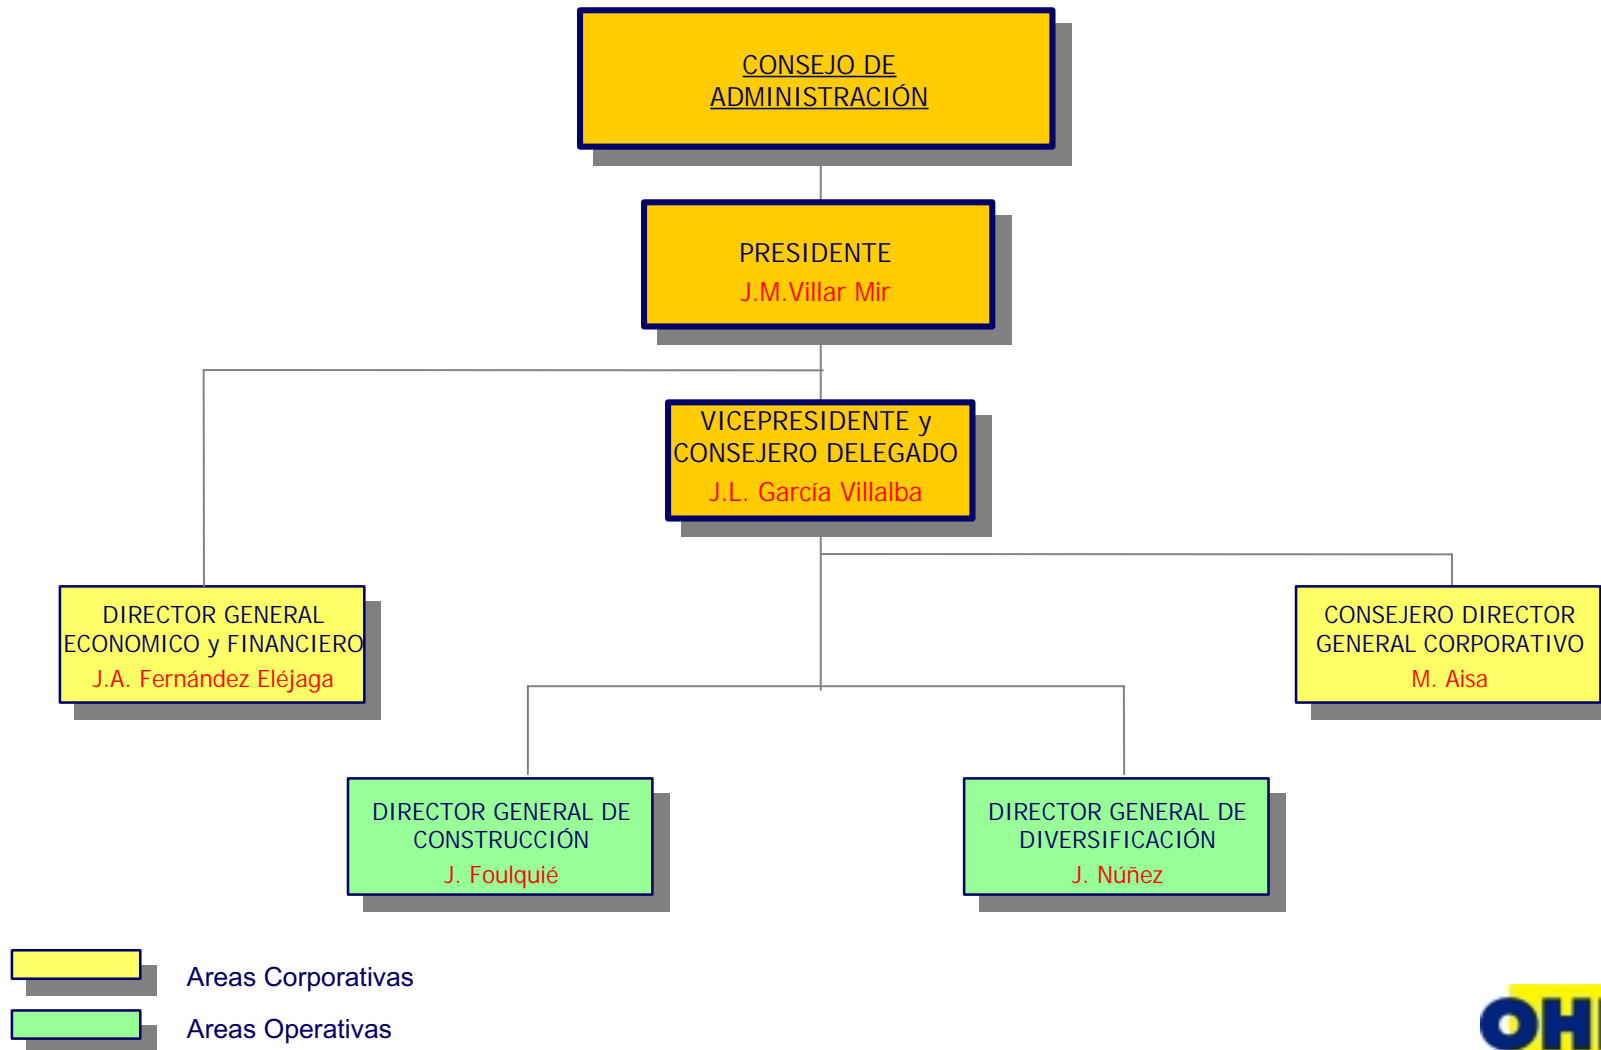 CONSEJO DE
ADMINISTRACIÓN
PRESIDENTE
J.M.Villar Mir
VICEPRESIDENTE y
CONSEJERO DELEGADO
J.L. García Villalba
DIRECTOR GENERAL
ECONOMICO y FINANCIERO
J.A. Fernández Eléjaga
CONSEJERO DIRECTOR
GENERAL CORPORATIVO
M. Aisa
DIRECTOR GENERAL DE
CONSTRUCCIÓN
J. Foulquié
DIRECTOR GENERAL DE
DIVERSIFICACIÓN
J. Núñez
Areas Corporativas
Areas Operativas